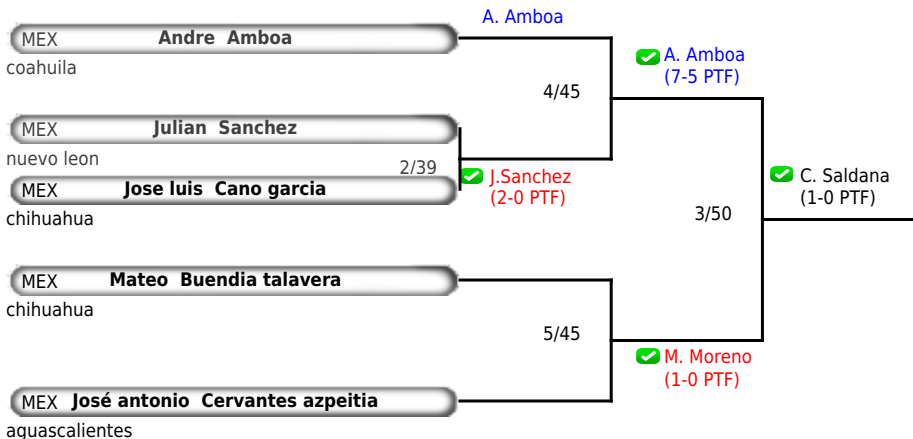 A. Amboa
MEX Andre Amboa
coahuila
A. Amboa
(7-5 PTF)
4/45
MEX Julian Sanchez
nuevo leon
2/39
J.Sanchez
(2-0 PTF)
MEX Jose luis Cano garcia
chihuahua
C. Saldana
(1-0 PTF)
3/50
MEX Mateo Buendia talavera
chihuahua
5/45
M. Moreno
(1-0 PTF)
MEX José antonio Cervantes azpeitia
aguascalientes